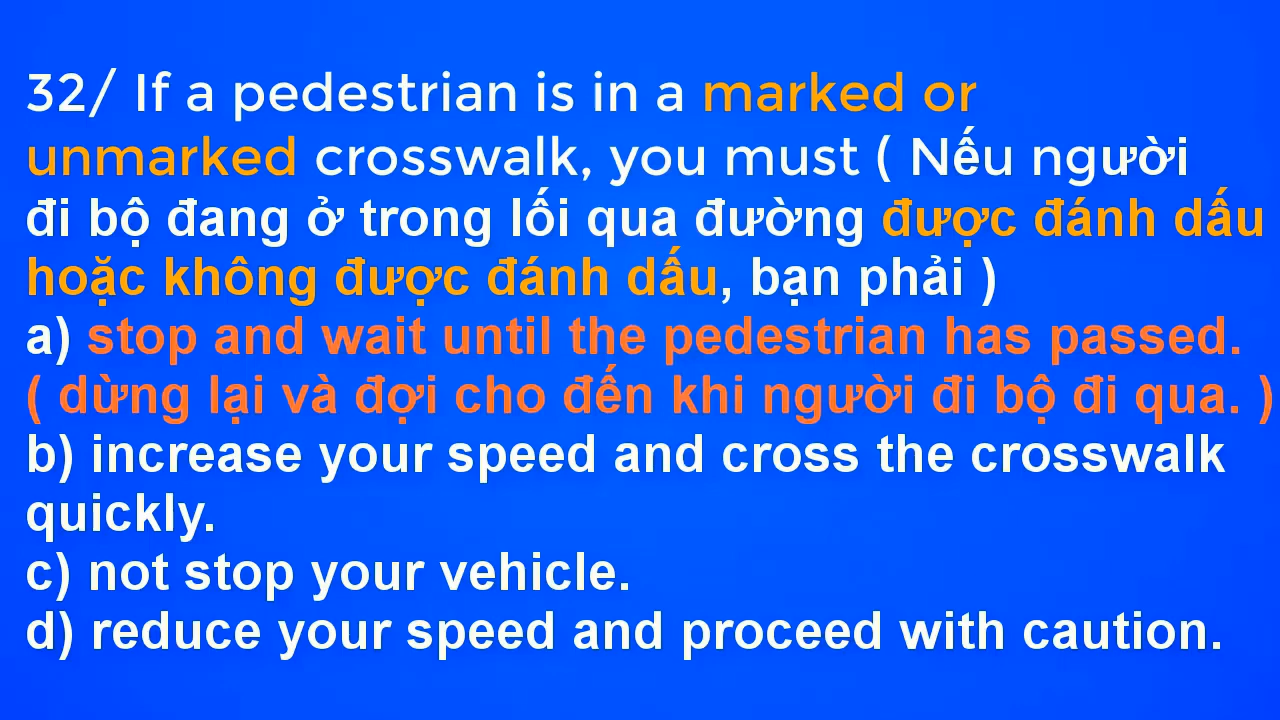 32/ If a pedestrian is in a marked or
unmarked crosswalk, you must ( Nếu người
đi bộ đang ở trong lối qua đường được đánh dấu
hoặc không được đánh dấu, bạn phải )
a) stop and wait until the pedestrian has passed.
( dừng lại và đợi cho đến khi người đi bộ đi qua. )
b) increase your speed and cross the crosswalk
quickly.
c) not stop your vehicle.
d) reduce your speed and proceed with caution.